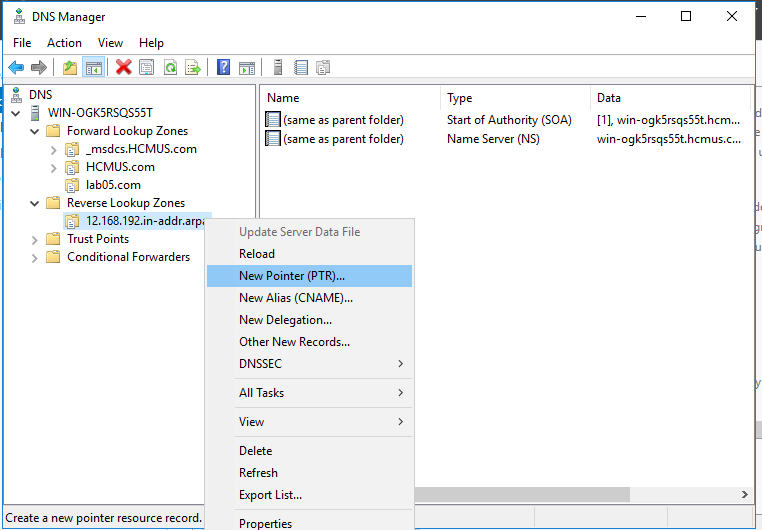 DNS Manager
File Action View Help
DNS
WIN-OGK5RSQS55T
Forward Lookup Zones
_msdcs.HCMUS.com
HCMUS.com
lab05.com
Reverse Lookup Zones
12.168.192.in-addr.arpa
Trust Points
Conditional Forwarders
Name Type Data
(same as parent folder) Start of Authority (SOA) [1], win-ogk5rsqs55t.hcm...
(same as parent folder) Name Server (NS) win-ogk5rsqs55t.hcmus.c...
Update Server Data File
Reload
New Pointer (PTR)...
New Alias (CNAME)...
New Delegation...
Other New Records...
DNSSEC
All Tasks
View
Delete
Refresh
Export List...
Properties
Create a new pointer resource record.